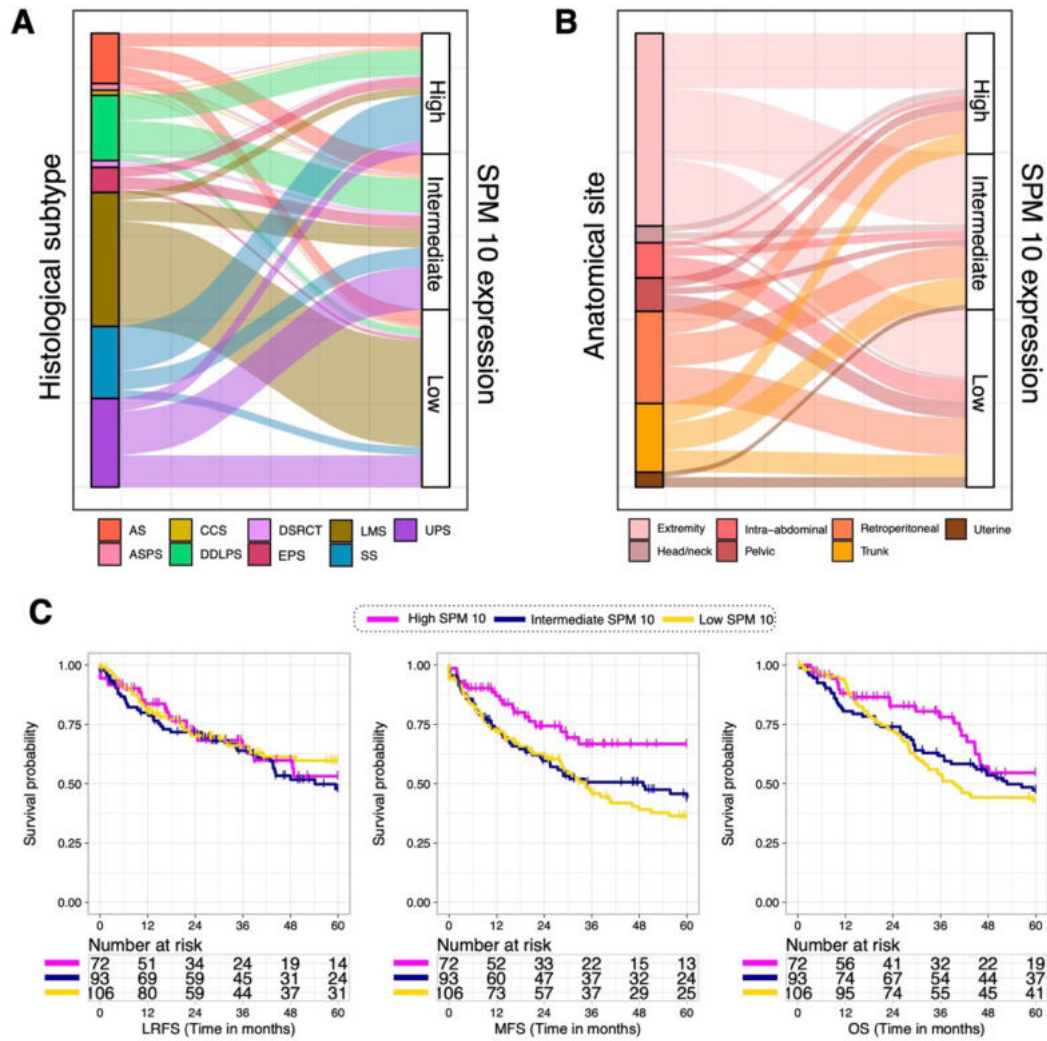 A
Histological subtype
High
Intermediate
Low
SPM 10 expression
AS
CCS
DSRCT
LMS
UPS
ASPS
DDLPS
EPS
SS
B
Anatomical site
High
Intermediate
Low
SPM 10 expression
Extremity
Intra-abdominal
Retroperitoneal
Uterine
Head/neck
Pelvic
Trunk
C
High SPM 10 Intermediate SPM 10 Low SPM 10
Survival probability
1.00
0.75
0.50
0.25
0.00
0 12 24 36 48 60
Number at risk
72 51 34 24 19 14
93 69 59 45 31 24
106 80 59 44 37 31
0 12 24 36 48 60
LRFS (Time in months)
Survival probability
1.00
0.75
0.50
0.25
0.00
0 12 24 36 48 60
Number at risk
72 52 33 22 15 13
93 60 47 37 32 24
106 73 57 37 29 25
0 12 24 36 48 60
MFS (Time in months)
Survival probability
1.00
0.75
0.50
0.25
0.00
0 12 24 36 48 60
Number at risk
72 56 41 32 22 19
93 74 67 54 44 37
106 95 74 55 45 41
0 12 24 36 48 60
OS (Time in months)